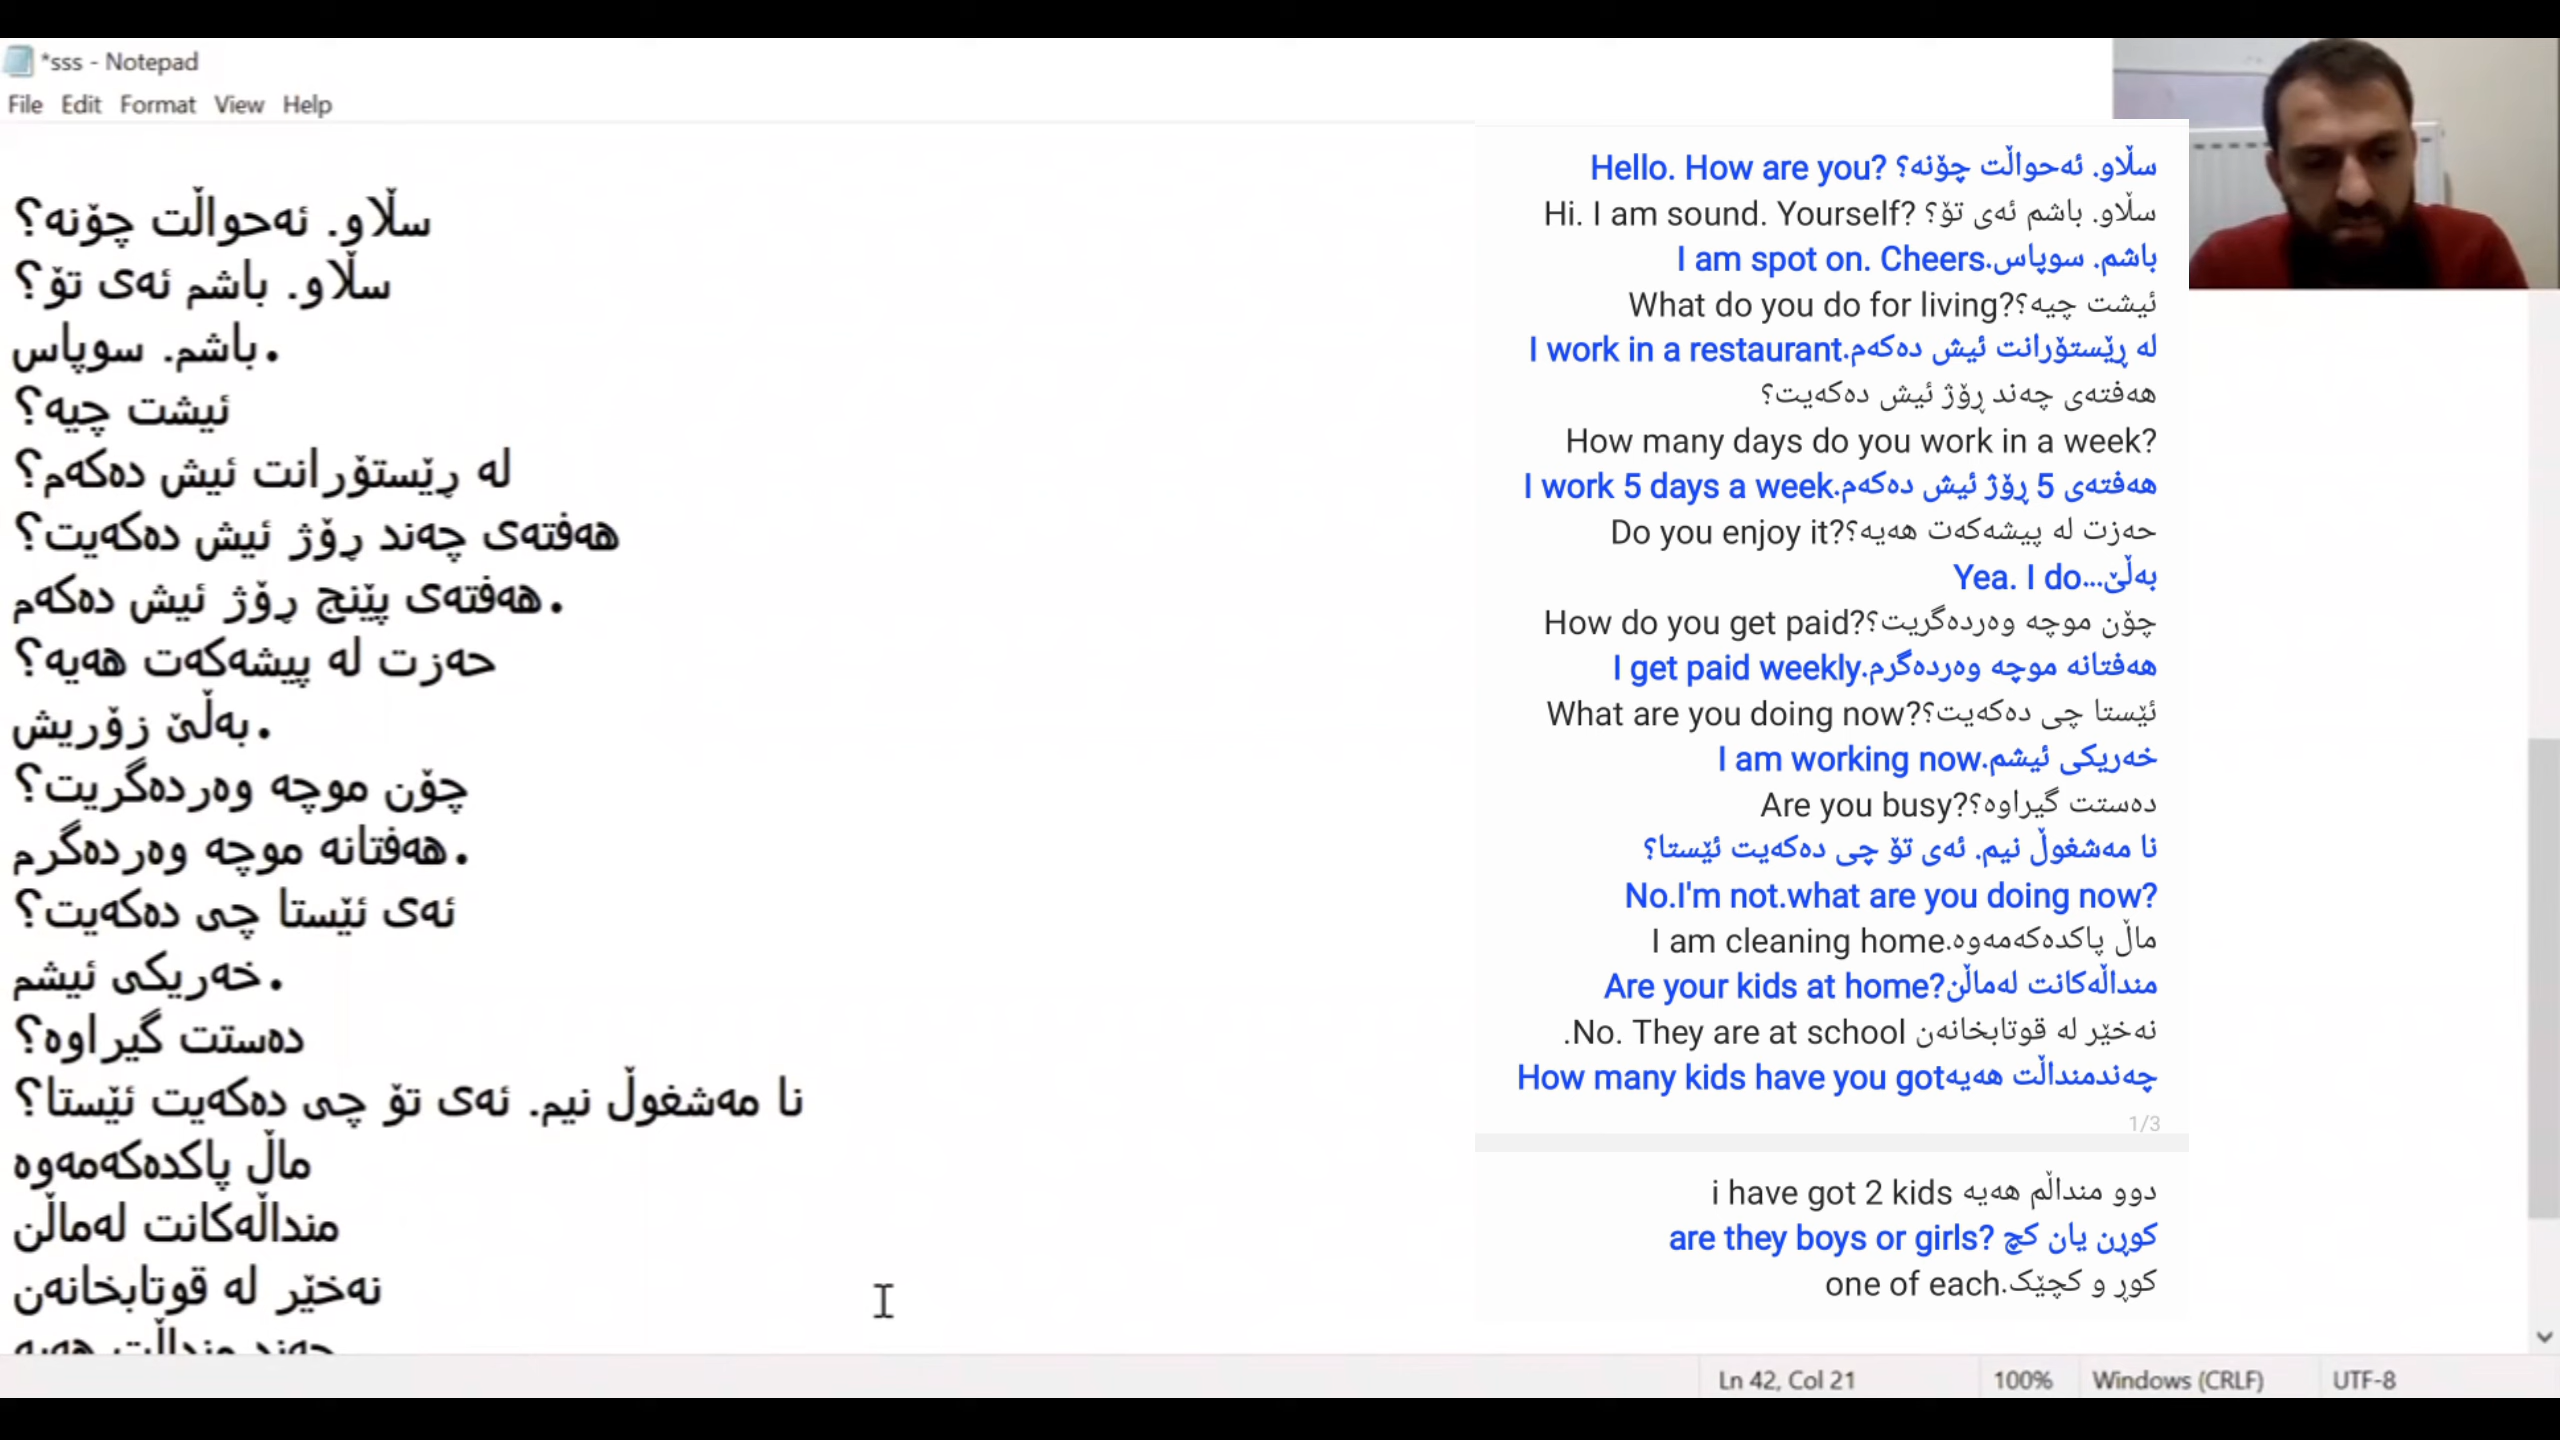 *sss - Notepad
File Edit Format View Help
سڵاو. ئەحواڵت چۆنە؟
سڵاو. باشم ئەی تۆ؟
باشم. سوپاس.
ئیشت چیە؟
لە ڕێستۆرانت ئیش دەکەم؟
هەفتەی چەند ڕۆژ ئیش دەکەیت؟
هەفتەی پێنج ڕۆژ ئیش دەکەم.
حەزت لە پیشەکەت هەیە؟
بەڵێ زۆریش.
چۆن موچە وەردەگریت؟
هەفتانە موچە وەردەگرم.
ئەی ئێستا چی دەکەیت؟
خەریکی ئیشم.
دەستت گیراوە؟
نا مەشغوڵ نیم. ئەی تۆ چی دەکەیت ئێستا؟
ماڵ پاکدەکەمەوە
منداڵەکانت لەماڵن
نەخێر لە قوتابخانەن
چەند منداڵت هەیە
Hello. How are you? سڵاو. ئەحواڵت چۆنە؟
Hi. I am sound. Yourself? سڵاو. باشم ئەی تۆ؟
I am spot on. Cheers.باشم. سوپاس.
What do you do for living?ئیشت چیە؟
I work in a restaurant.لە ڕێستۆرانت ئیش دەکەم.
هەفتەی چەند ڕۆژ ئیش دەکەیت؟
How many days do you work in a week?
I work 5 days a week.هەفتەی 5 ڕۆژ ئیش دەکەم.
Do you enjoy it?حەزت لە پیشەکەت هەیە؟
Yea. I do...بەڵێ
How do you get paid?چۆن موچە وەردەگریت؟
I get paid weekly.هەفتانە موچە وەردەگرم.
What are you doing now?ئێستا چی دەکەیت؟
I am working now.خەریکی ئیشم.
Are you busy?دەستت گیراوە؟
نا مەشغوڵ نیم. ئەی تۆ چی دەکەیت ئێستا؟
No.I'm not.what are you doing now?
I am cleaning home.ماڵ پاکدەکەمەوە
Are your kids at home?منداڵەکانت لەماڵن
.No. They are at school نەخێر لە قوتابخانەن
How many kids have you gotچەندمنداڵت هەیە
1/3
i have got 2 kids دوو منداڵم هەیە
are they boys or girls? کوڕن یان کچ
one of each.کوڕ و کچێک
Ln 42, Col 21 100% Windows (CRLF) UTF-8